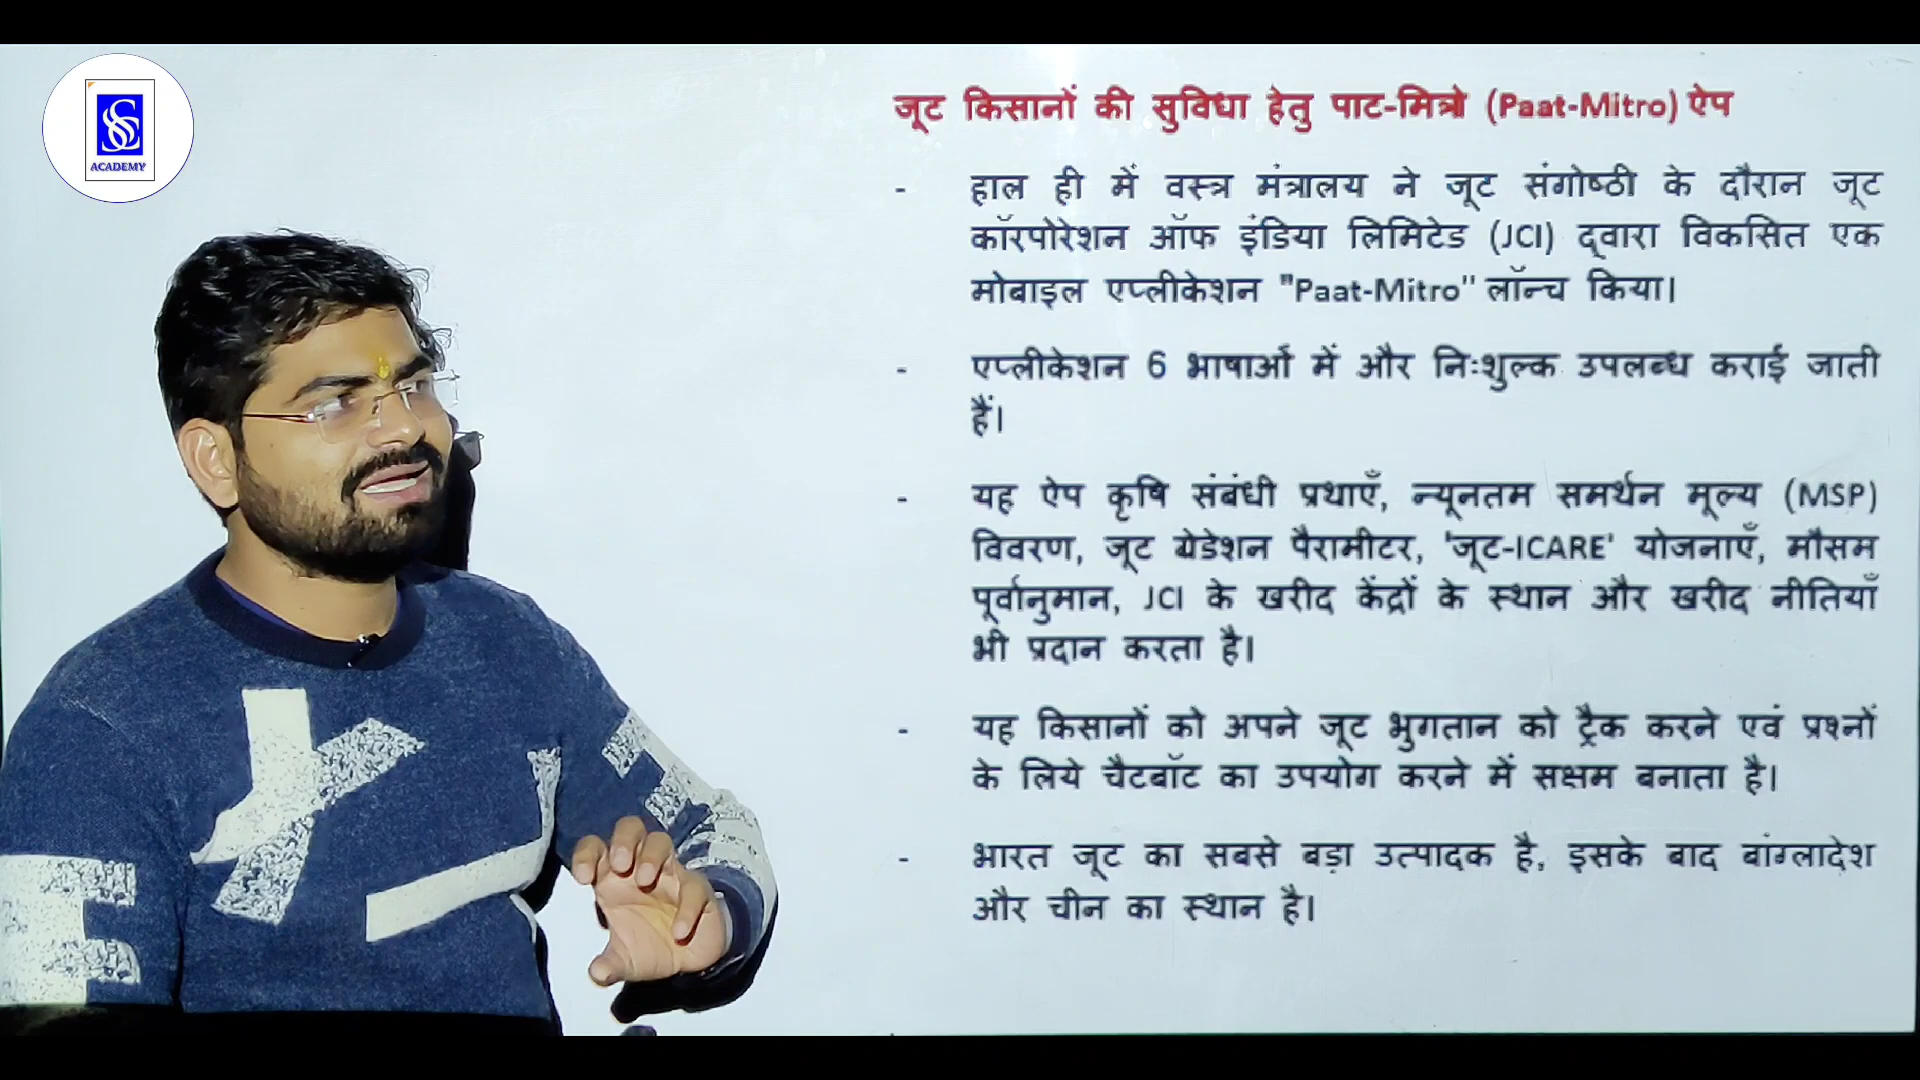 SS
ACADEMY
जूट किसानों की सुविधा हेतु पाट-मित्रो (Paat-Mitro) ऐप
- हाल ही में वस्त्र मंत्रालय ने जूट संगोष्ठी के दौरान जूट
कॉरपोरेशन ऑफ इंडिया लिमिटेड (JCI) द्वारा विकसित एक
मोबाइल एप्लीकेशन "Paat-Mitro" लॉन्च किया।
- एप्लीकेशन 6 भाषाओं में और निःशुल्क उपलब्ध कराई जाती
हैं।
- यह ऐप कृषि संबंधी प्रथाएँ, न्यूनतम समर्थन मूल्य (MSP)
विवरण, जूट ग्रेडेशन पैरामीटर, 'जूट-ICARE' योजनाएँ, मौसम
पूर्वानुमान, JCI के खरीद केंद्रों के स्थान और खरीद नीतियाँ
भी प्रदान करता है।
- यह किसानों को अपने जूट भुगतान को ट्रैक करने एवं प्रश्नों
के लिये चैटबॉट का उपयोग करने में सक्षम बनाता है।
- भारत जूट का सबसे बड़ा उत्पादक है, इसके बाद बांग्लादेश
और चीन का स्थान है।